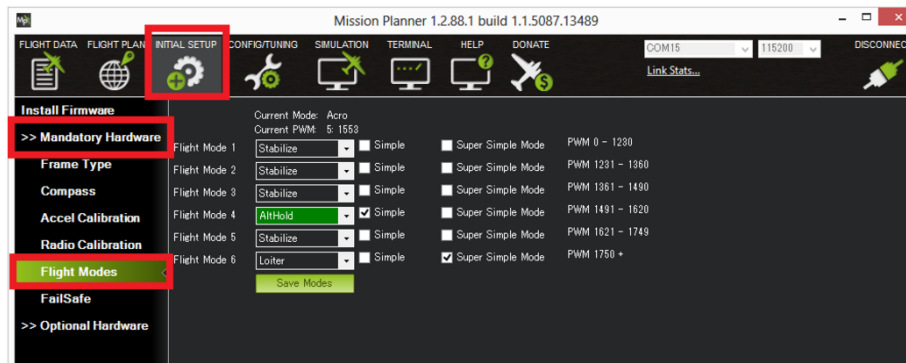 Mp
Mission Planner 1.2.88.1 build 1.1.5087.13489
FLIGHT DATA FLIGHT PLAN INITIAL SETUP CONFIG/TUNING SIMULATION TERMINAL HELP DONATE COM15 115200 DISCONNEC
Link Stats...
Install Firmware
>> Mandatory Hardware
Frame Type
Compass
Accel Calibration
Radio Calibration
Flight Modes
FailSafe
>> Optional Hardware
Current Mode: Acro
Current PWM: 5: 1553
Flight Mode 1 Stabilize Simple Super Simple Mode PWM 0 - 1230
Flight Mode 2 Stabilize Simple Super Simple Mode PWM 1231 - 1360
Flight Mode 3 Stabilize Simple Super Simple Mode PWM 1361 - 1490
Flight Mode 4 AltHold Simple Super Simple Mode PWM 1491 - 1620
Flight Mode 5 Stabilize Simple Super Simple Mode PWM 1621 - 1749
Flight Mode 6 Loiter Simple Super Simple Mode PWM 1750 +
Save Modes